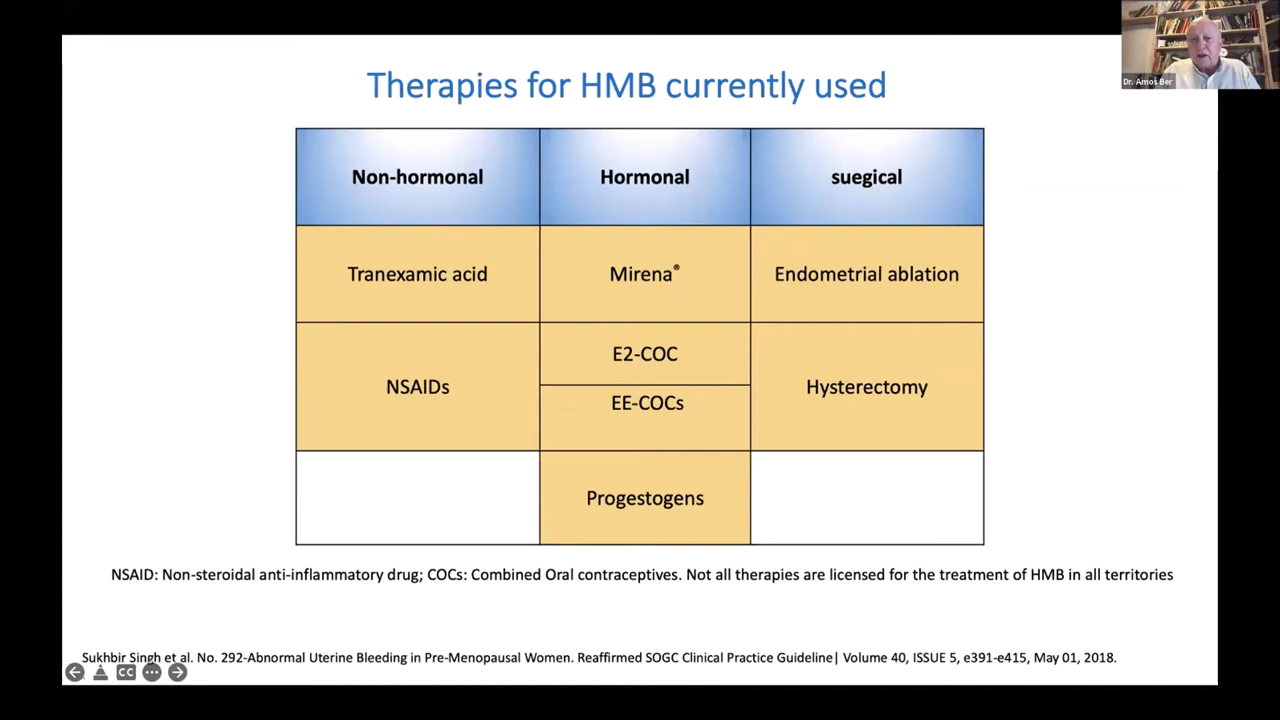 Therapies for HMB currently used
Dr. Amos Ber
Non-hormonal Hormonal suegical
Tranexamic acid Mirena® Endometrial ablation
E2-COC
NSAIDs Hysterectomy
EE-COCs
Progestogens
NSAID: Non-steroidal anti-inflammatory drug; COCs: Combined Oral contraceptives. Not all therapies are licensed for the treatment of HMB in all territories
Sukhbir Singh et al. No. 292-Abnormal Uterine Bleeding in Pre-Menopausal Women. Reaffirmed SOGC Clinical Practice Guideline| Volume 40, ISSUE 5, e391-e415, May 01, 2018.
CC